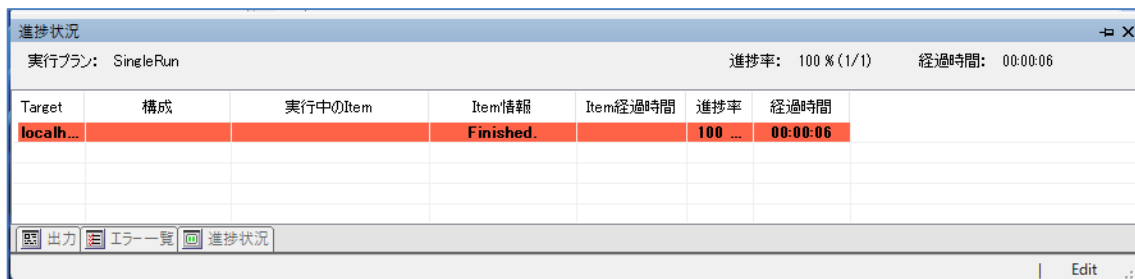 進捗状況
実行プラン: SingleRun 進捗率: 100 % (1/1) 経過時間: 00:00:06
Target 構成 実行中のItem Item情報 Item経過時間 進捗率 経過時間
localh... Finished. 100 ... 00:00:06
出力 エラー一覧 進捗状況
Edit